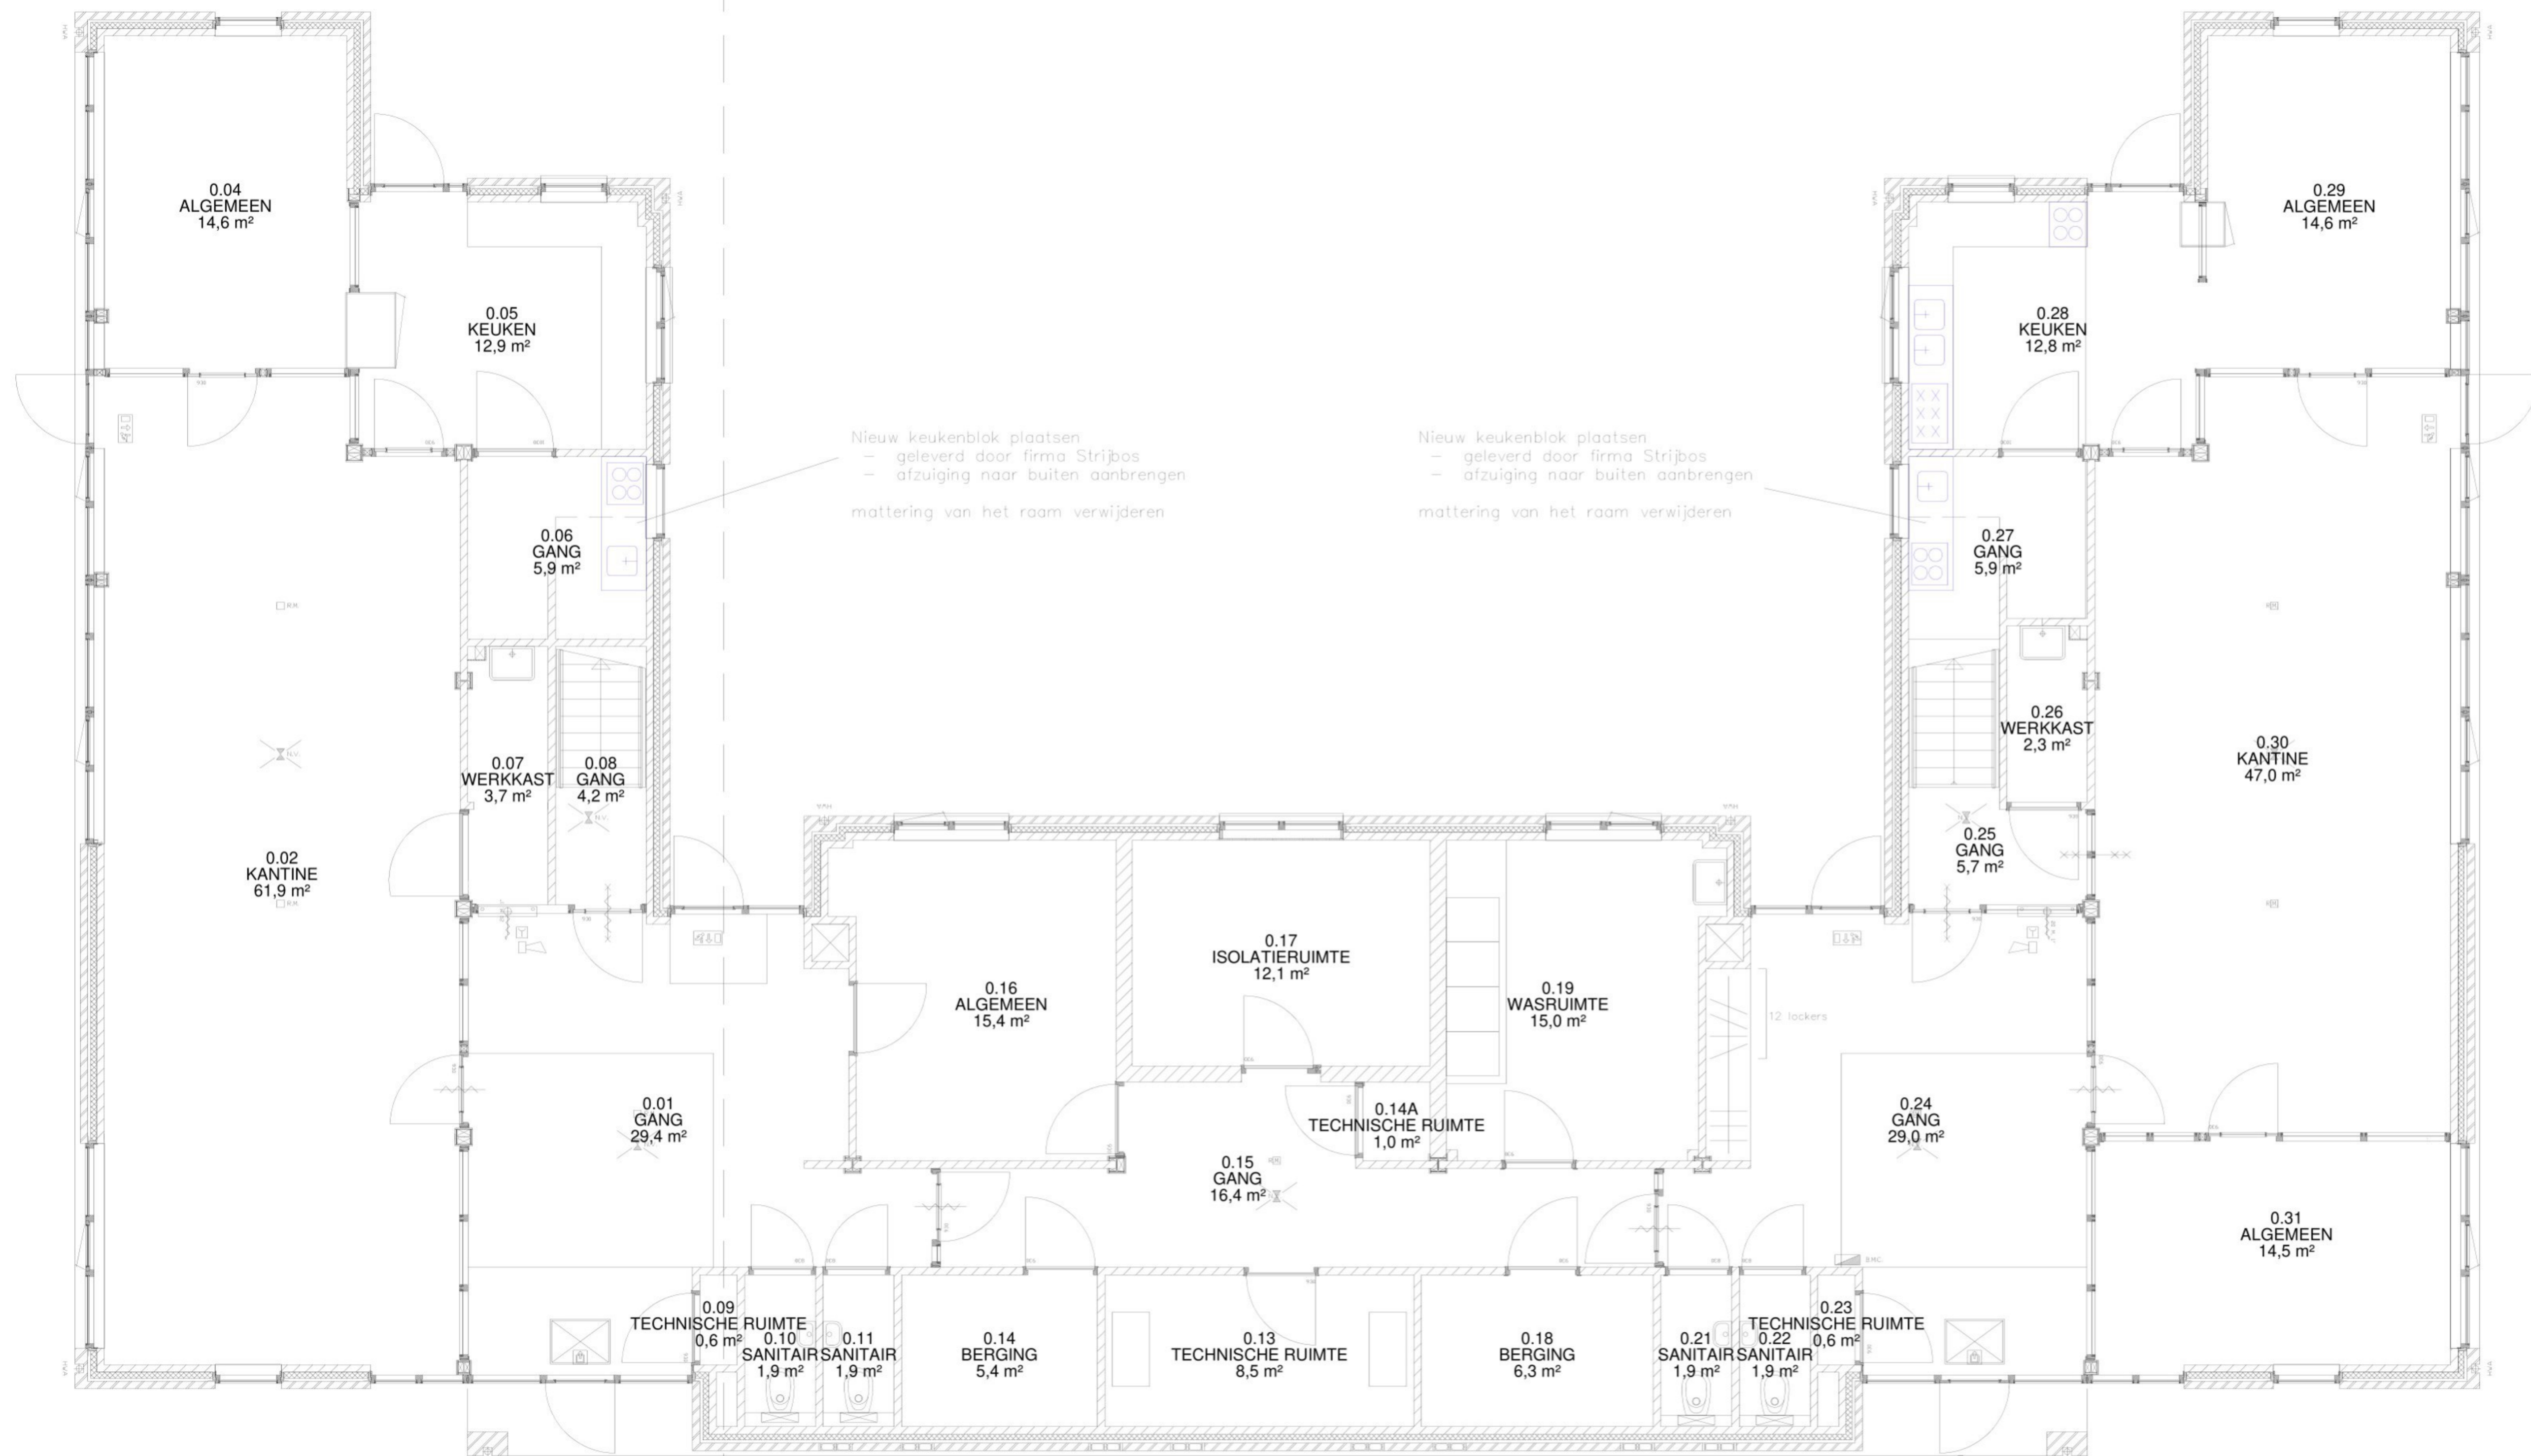 0.04
ALGEMEEN
14,6 m²
0.29
ALGEMEEN
14,6 m²
0.05
KEUKEN
12,9 m²
0.28
KEUKEN
12,8 m²
Nieuw keukenblok plaatsen
– geleverd door firma Strijbos
– afzuiging naar buiten aanbrengen
mattering van het raam verwijderen
Nieuw keukenblok plaatsen
– geleverd door firma Strijbos
– afzuiging naar buiten aanbrengen
mattering van het raam verwijderen
0.06
GANG
5,9 m²
0.27
GANG
5,9 m²
R.M.
0.07
WERKKAST
3,7 m²
0.08
GANG
4,2 m²
0.26
WERKKAST
2,3 m²
0.30
KANTINE
47,0 m²
N.V.
N.V.
0.02
KANTINE
61,9 m²
R.M.
0.25
GANG
5,7 m²
0.16
ALGEMEEN
15,4 m²
0.17
ISOLATIERUIMTE
12,1 m²
0.19
WASRUIMTE
15,0 m²
12 lockers
0.01
GANG
29,4 m²
0.14A
TECHNISCHE RUIMTE
1,0 m²
0.24
GANG
29,0 m²
0.15
GANG
16,4 m²
0.31
ALGEMEEN
14,5 m²
B.M.C.
0.09
TECHNISCHE RUIMTE
0,6 m²
0.10
SANITAIR
1,9 m²
0.11
SANITAIR
1,9 m²
0.14
BERGING
5,4 m²
0.13
TECHNISCHE RUIMTE
8,5 m²
0.18
BERGING
6,3 m²
0.21
SANITAIR
1,9 m²
0.22
SANITAIR
1,9 m²
0.23
TECHNISCHE RUIMTE
0,6 m²